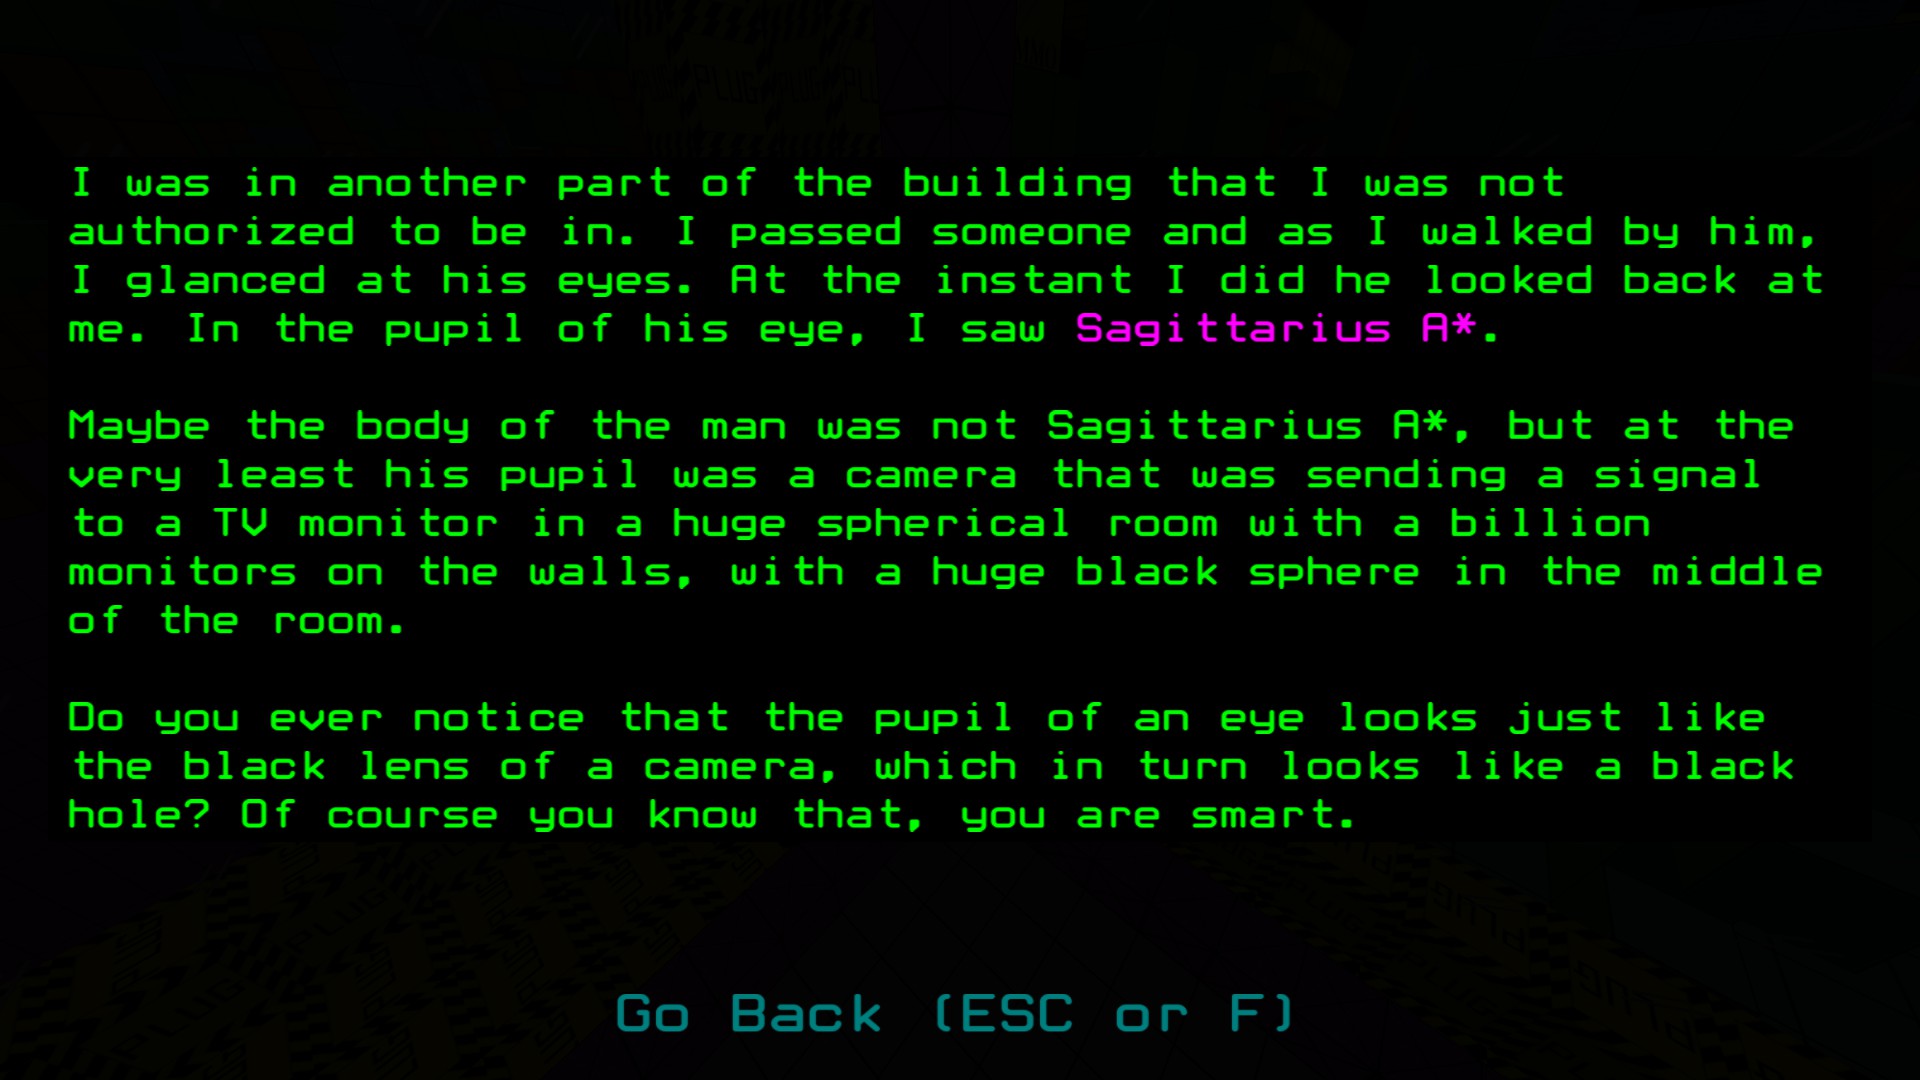 I was in another part of the building that I was not
authorized to be in. I passed someone and as I walked by him,
I glanced at his eyes. At the instant I did he looked back at
me. In the pupil of his eye, I saw Sagittarius A*.
Maybe the body of the man was not Sagittarius A*, but at the
very least his pupil was a camera that was sending a signal
to a TV monitor in a huge spherical room with a billion
monitors on the walls, with a huge black sphere in the middle
of the room.
Do you ever notice that the pupil of an eye looks just like
the black lens of a camera, which in turn looks like a black
hole? Of course you know that, you are smart.
Go Back (ESC or F)